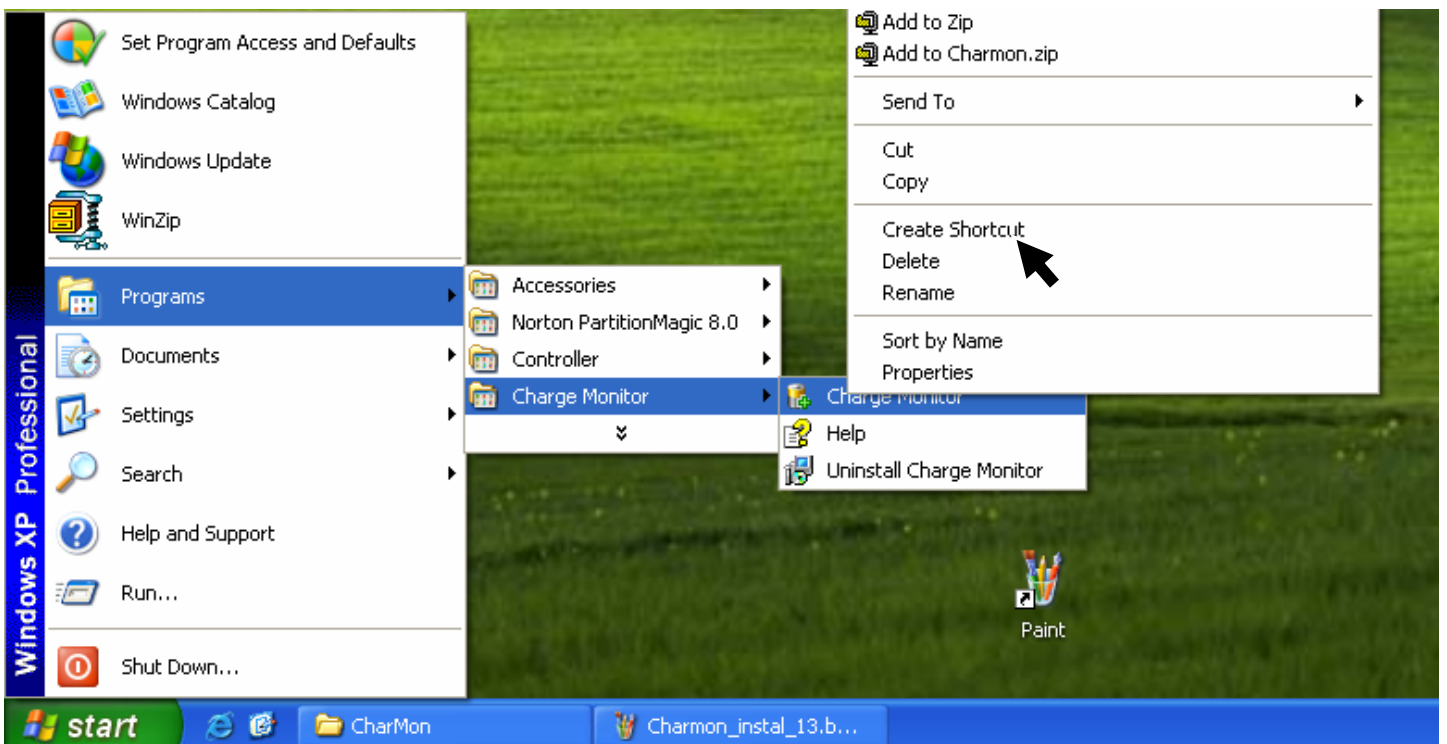 Set Program Access and Defaults
Windows Catalog
Windows Update
WinZip
Programs
Documents
Settings
Search
Help and Support
Run...
Shut Down...
Windows XP Professional
Accessories
Norton PartitionMagic 8.0
Controller
Charge Monitor
Charge Monitor
Help
Uninstall Charge Monitor
Add to Zip
Add to Charmon.zip
Send To
Cut
Copy
Create Shortcut
Delete
Rename
Sort by Name
Properties
Paint
start
CharMon
Charmon_instal_13.b...